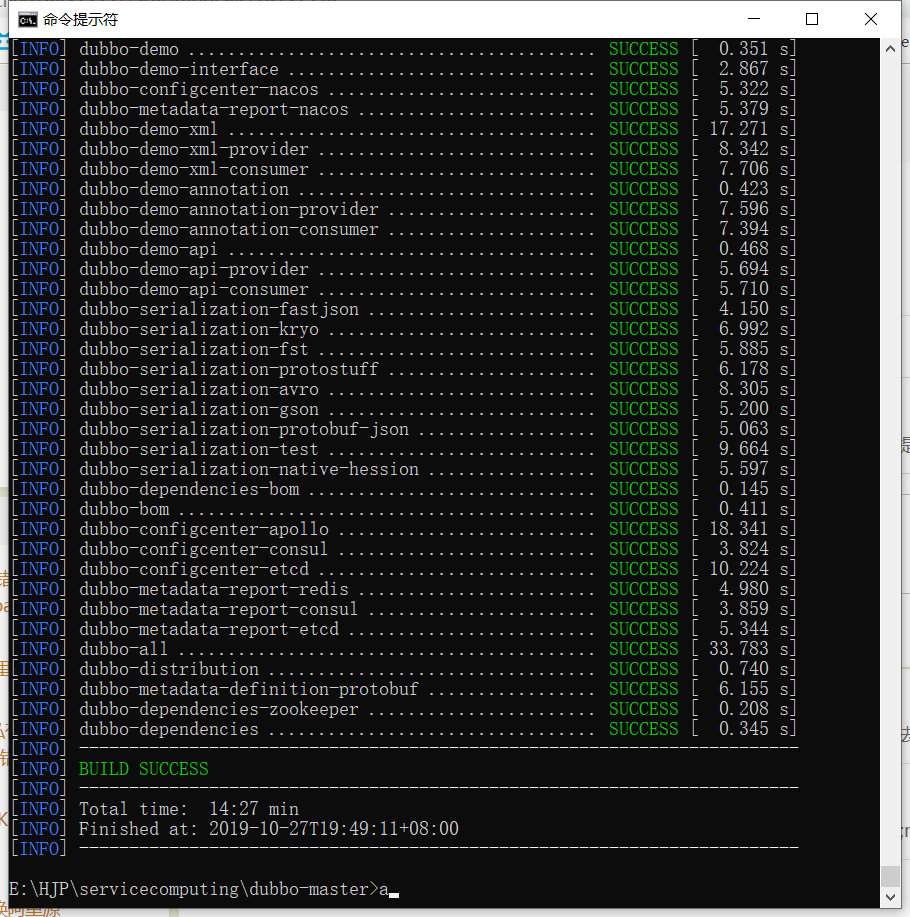 命令提示符
[INFO] dubbo-demo ......................................... SUCCESS [  0.351 s]
[INFO] dubbo-demo-interface ............................... SUCCESS [  2.867 s]
[INFO] dubbo-configcenter-nacos ........................... SUCCESS [  5.322 s]
[INFO] dubbo-metadata-report-nacos ........................ SUCCESS [  5.379 s]
[INFO] dubbo-demo-xml ..................................... SUCCESS [ 17.271 s]
[INFO] dubbo-demo-xml-provider ............................ SUCCESS [  8.342 s]
[INFO] dubbo-demo-xml-consumer ............................ SUCCESS [  7.706 s]
[INFO] dubbo-demo-annotation .............................. SUCCESS [  0.423 s]
[INFO] dubbo-demo-annotation-provider ..................... SUCCESS [  7.596 s]
[INFO] dubbo-demo-annotation-consumer ..................... SUCCESS [  7.394 s]
[INFO] dubbo-demo-api ..................................... SUCCESS [  0.468 s]
[INFO] dubbo-demo-api-provider ............................ SUCCESS [  5.694 s]
[INFO] dubbo-demo-api-consumer ............................ SUCCESS [  5.710 s]
[INFO] dubbo-serialization-fastjson ....................... SUCCESS [  4.150 s]
[INFO] dubbo-serialization-kryo ........................... SUCCESS [  6.992 s]
[INFO] dubbo-serialization-fst ............................ SUCCESS [  5.885 s]
[INFO] dubbo-serialization-protostuff ..................... SUCCESS [  6.178 s]
[INFO] dubbo-serialization-avro ........................... SUCCESS [  8.305 s]
[INFO] dubbo-serialization-gson ........................... SUCCESS [  5.200 s]
[INFO] dubbo-serialization-protobuf-json .................. SUCCESS [  5.063 s]
[INFO] dubbo-serialization-test ........................... SUCCESS [  9.664 s]
[INFO] dubbo-serialization-native-hession ................. SUCCESS [  5.597 s]
[INFO] dubbo-dependencies-bom ............................. SUCCESS [  0.145 s]
[INFO] dubbo-bom .......................................... SUCCESS [  0.411 s]
[INFO] dubbo-configcenter-apollo .......................... SUCCESS [ 18.341 s]
[INFO] dubbo-configcenter-consul .......................... SUCCESS [  3.824 s]
[INFO] dubbo-configcenter-etcd ............................ SUCCESS [ 10.224 s]
[INFO] dubbo-metadata-report-redis ........................ SUCCESS [  4.980 s]
[INFO] dubbo-metadata-report-consul ....................... SUCCESS [  3.859 s]
[INFO] dubbo-metadata-report-etcd ......................... SUCCESS [  5.344 s]
[INFO] dubbo-all .......................................... SUCCESS [ 33.783 s]
[INFO] dubbo-distribution ................................. SUCCESS [  0.740 s]
[INFO] dubbo-metadata-definition-protobuf ................. SUCCESS [  6.155 s]
[INFO] dubbo-dependencies-zookeeper ....................... SUCCESS [  0.208 s]
[INFO] dubbo-dependencies ................................. SUCCESS [  0.345 s]
[INFO] ------------------------------------------------------------------------
[INFO] BUILD SUCCESS
[INFO] ------------------------------------------------------------------------
[INFO] Total time:  14:27 min
[INFO] Finished at: 2019-10-27T19:49:11+08:00
[INFO] ------------------------------------------------------------------------
E:\HJP\servicecomputing\dubbo-master>a